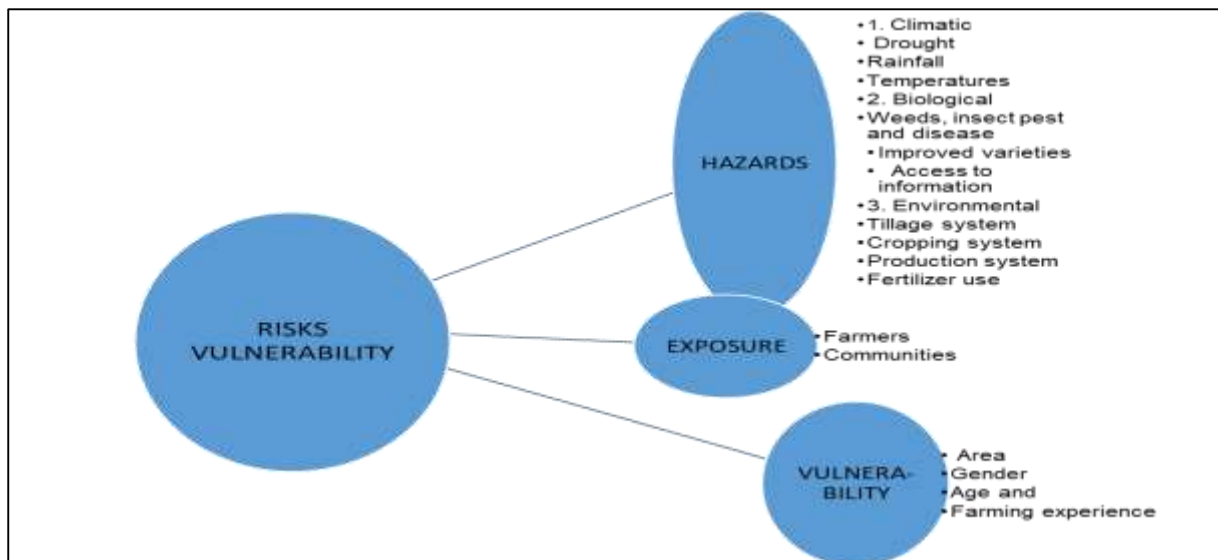 RISKS
VULNERABILITY
HAZARDS
•1. Climatic
• Drought
•Rainfall
•Temperatures
•2. Biological
•Weeds, insect pest
and disease
•Improved varieties
• Access to
information
•3. Environmental
•Tillage system
•Cropping system
•Production system
•Fertilizer use
EXPOSURE
•Farmers
•Communities
VULNERA-
BILITY
• Area
•Gender
•Age and
•Farming experience